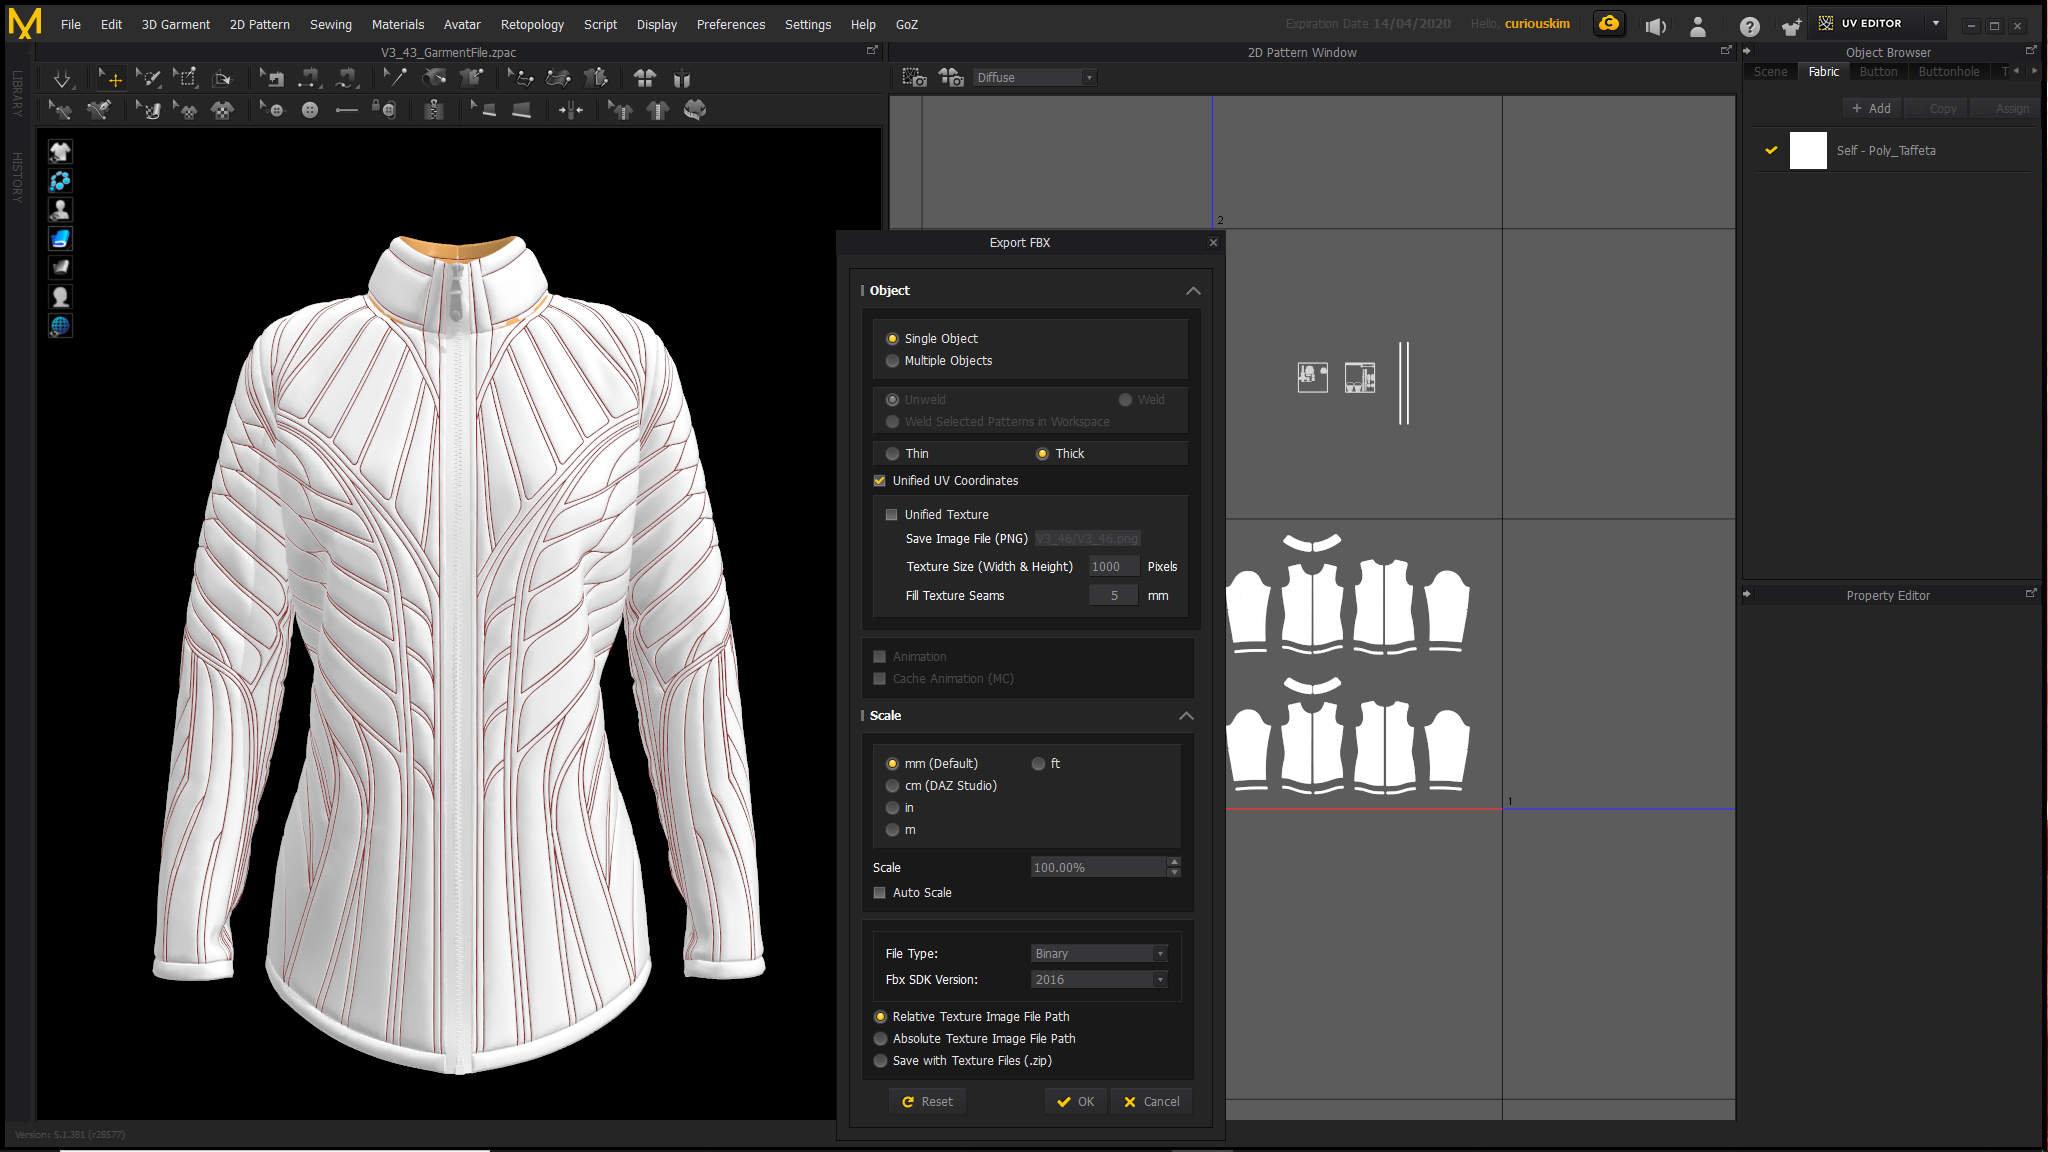 File Edit 3D Garment 2D Pattern Sewing Materials Avatar Retopology Script Display Preferences Settings Help GoZ
Expiration Date 14/04/2020 Hello, curiouskim
UV EDITOR
V3_43_GarmentFile.zpac
2D Pattern Window
Object Browser
LIBRARY
HISTORY
Diffuse
Scene Fabric Button Buttonhole T
+ Add Copy Assign
Self - Poly_Taffeta
2
1
Export FBX
Object
Single Object
Multiple Objects
Unweld Weld
Weld Selected Patterns in Workspace
Thin Thick
Unified UV Coordinates
Unified Texture
Save Image File (PNG) V3_46/V3_46.png
Texture Size (Width & Height) 1000 Pixels
Fill Texture Seams 5 mm
Animation
Cache Animation (MC)
Scale
mm (Default) ft
cm (DAZ Studio)
in
m
Scale 100.00%
Auto Scale
File Type: Binary
Fbx SDK Version: 2016
Relative Texture Image File Path
Absolute Texture Image File Path
Save with Texture Files (.zip)
Reset OK Cancel
Property Editor
Version: 5.1.381 (r28577)